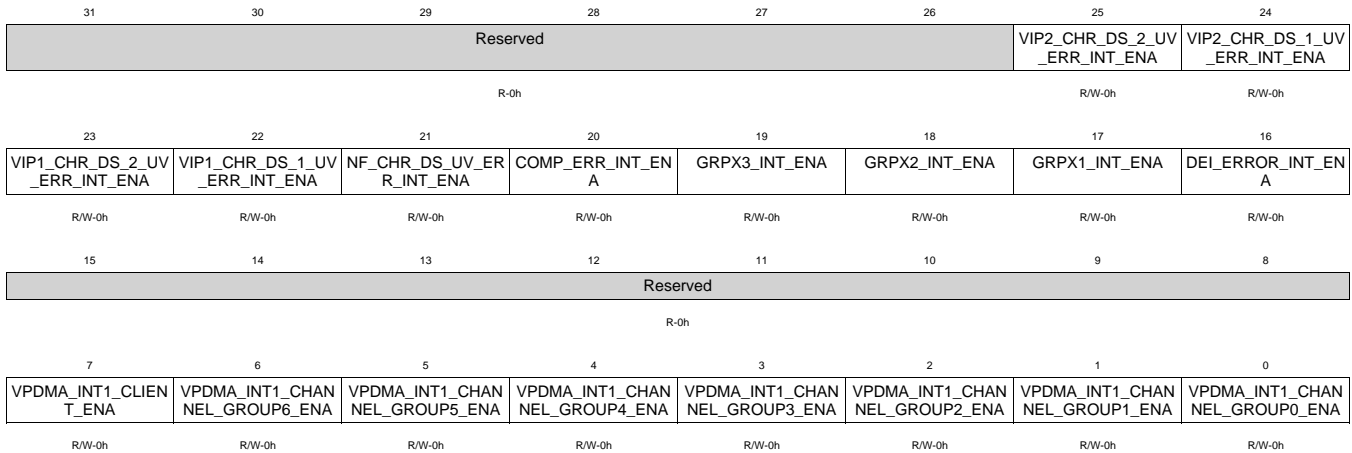 31 30 29 28 27 26 25 24
Reserved VIP2_CHR_DS_2_UV VIP2_CHR_DS_1_UV
_ERR_INT_ENA _ERR_INT_ENA
R-0h R/W-0h R/W-0h
23 22 21 20 19 18 17 16
VIP1_CHR_DS_2_UV VIP1_CHR_DS_1_UV NF_CHR_DS_UV_ER COMP_ERR_INT_EN GRPX3_INT_ENA GRPX2_INT_ENA GRPX1_INT_ENA DEI_ERROR_INT_EN
_ERR_INT_ENA _ERR_INT_ENA R_INT_ENA A A
R/W-0h R/W-0h R/W-0h R/W-0h R/W-0h R/W-0h R/W-0h R/W-0h
15 14 13 12 11 10 9 8
Reserved
R-0h
7 6 5 4 3 2 1 0
VPDMA_INT1_CLIEN VPDMA_INT1_CHAN VPDMA_INT1_CHAN VPDMA_INT1_CHAN VPDMA_INT1_CHAN VPDMA_INT1_CHAN VPDMA_INT1_CHAN VPDMA_INT1_CHAN
T_ENA NEL_GROUP6_ENA NEL_GROUP5_ENA NEL_GROUP4_ENA NEL_GROUP3_ENA NEL_GROUP2_ENA NEL_GROUP1_ENA NEL_GROUP0_ENA
R/W-0h R/W-0h R/W-0h R/W-0h R/W-0h R/W-0h R/W-0h R/W-0h